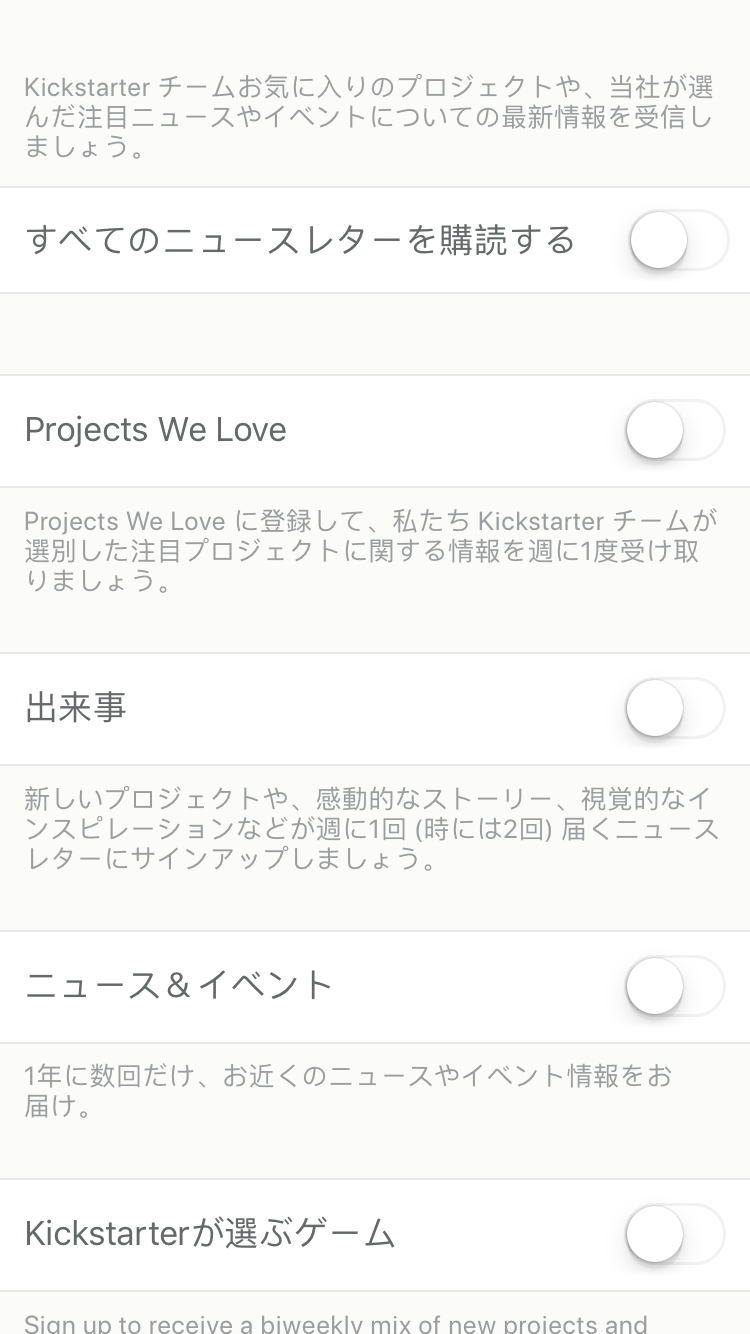 Kickstarter チームお気に入りのプロジェクトや、当社が選
んだ注目ニュースやイベントについての最新情報を受信し
ましょう。
すべてのニュースレターを購読する
Projects We Love
Projects We Love に登録して、私たち Kickstarter チームが
選別した注目プロジェクトに関する情報を週に1度受け取
りましょう。
出来事
新しいプロジェクトや、感動的なストーリー、視覚的なイ
ンスピレーションなどが週に1回 (時には2回) 届くニュース
レターにサインアップしましょう。
ニュース＆イベント
1年に数回だけ、お近くのニュースやイベント情報をお
届け。
Kickstarterが選ぶゲーム
Sign up to receive a biweekly mix of new projects and